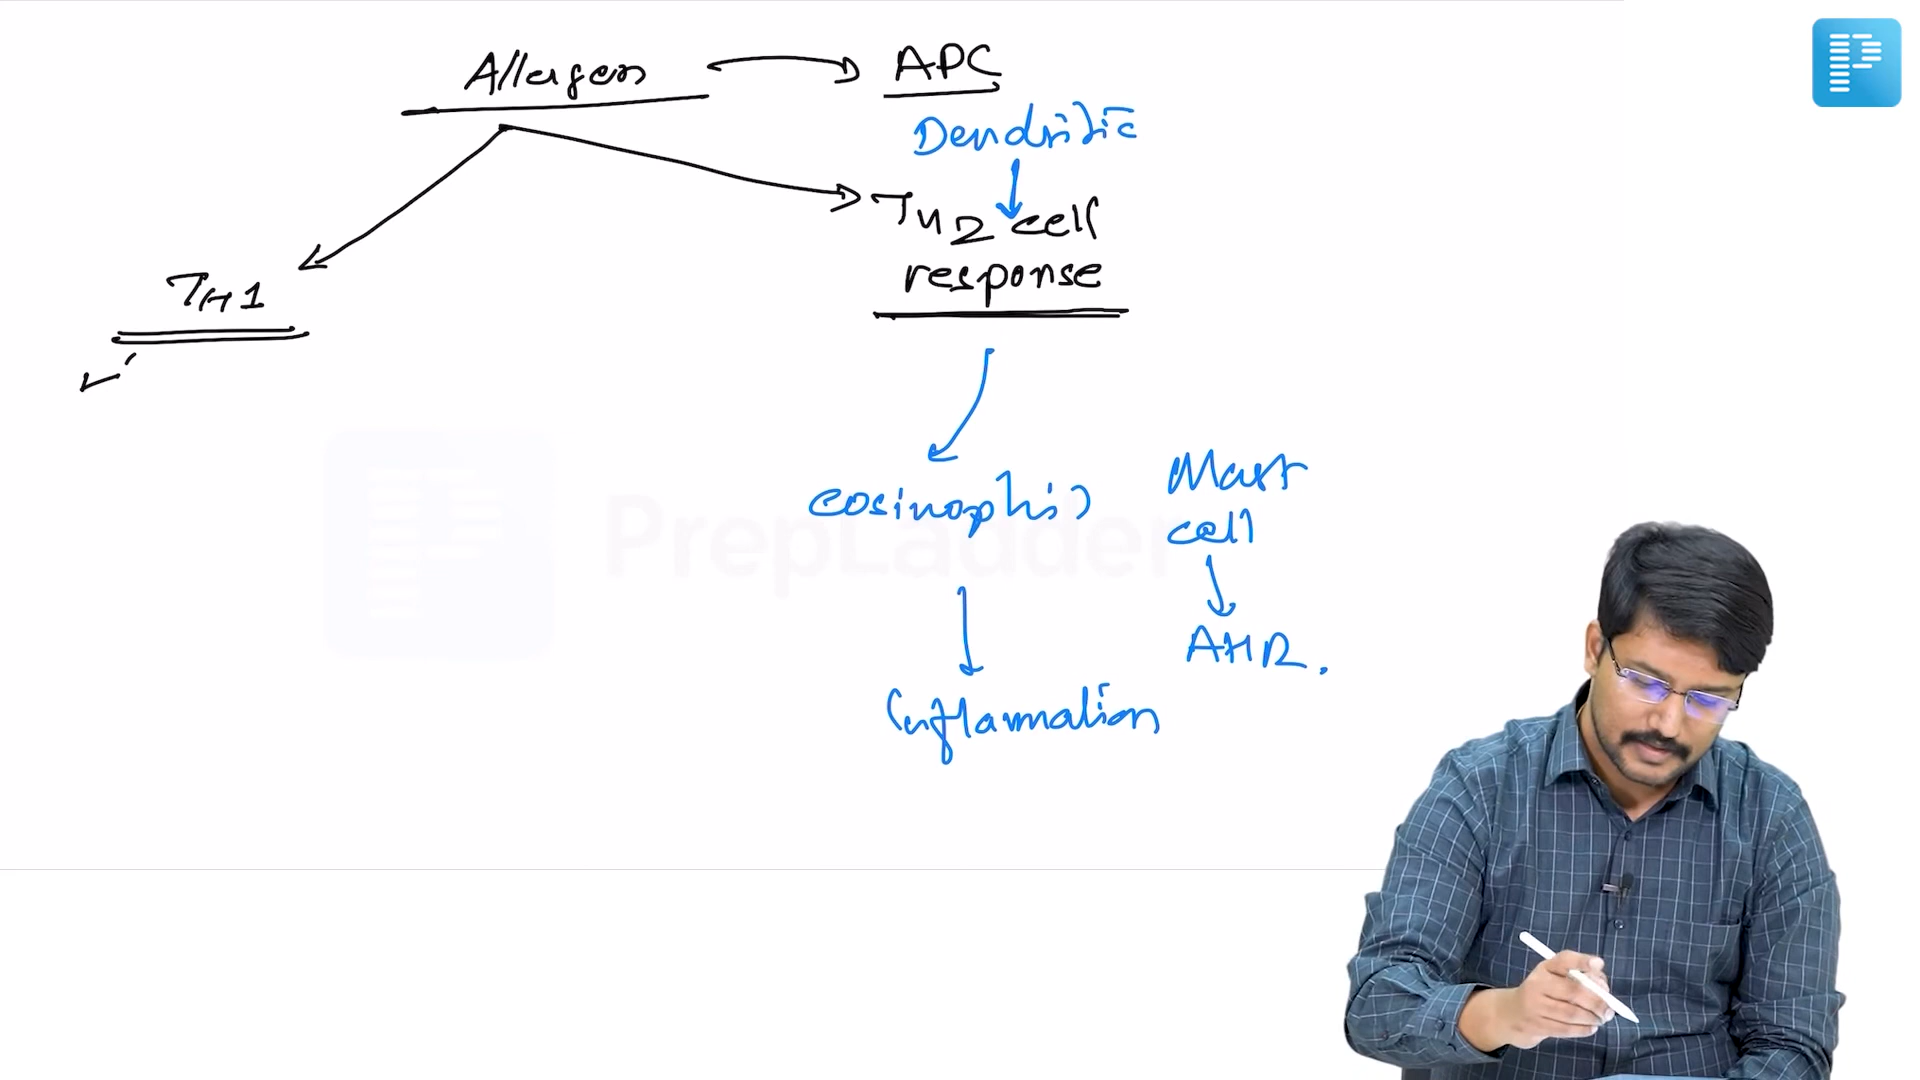 Allergen
APC
Dendritic
TH2 cell
response
TH1
eosinophil
Mast
cell
AHR.
Inflammation
PrepLadder